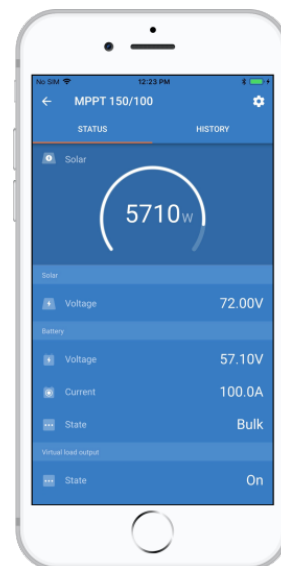 No SIM 12:23 PM
MPPT 150/100
STATUS HISTORY
Solar
5710W
Solar
Voltage 72.00V
Battery
Voltage 57.10V
Current 100.0A
State Bulk
Virtual load output
State On